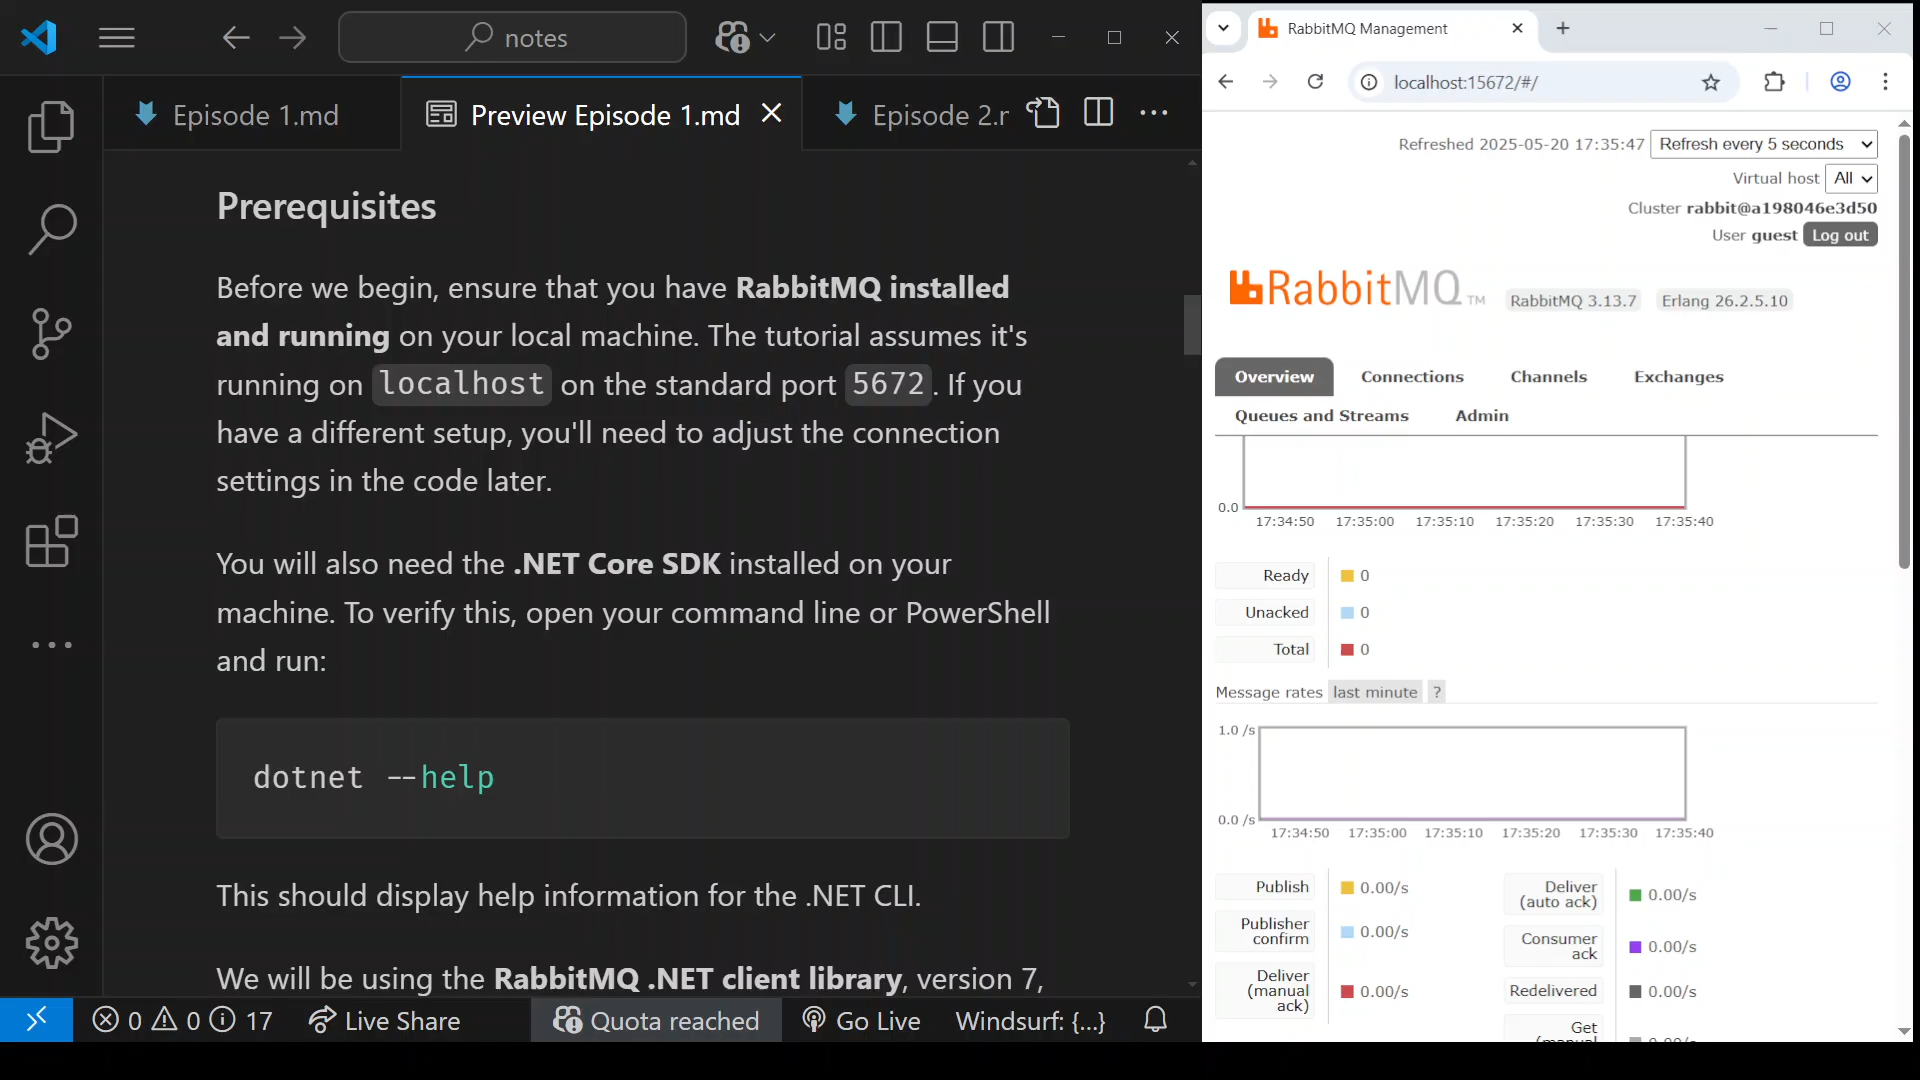 notes
Episode 1.md
Preview Episode 1.md
Episode 2.r
Prerequisites
Before we begin, ensure that you have RabbitMQ installed
and running on your local machine. The tutorial assumes it's
running on localhost on the standard port 5672. If you
have a different setup, you'll need to adjust the connection
settings in the code later.
You will also need the .NET Core SDK installed on your
machine. To verify this, open your command line or PowerShell
and run:
dotnet --help
This should display help information for the .NET CLI.
We will be using the RabbitMQ .NET client library, version 7,
0 0 17 Live Share Quota reached Go Live Windsurf: {...}
RabbitMQ Management
localhost:15672/#/
Refreshed 2025-05-20 17:35:47 Refresh every 5 seconds
Virtual host All
Cluster rabbit@a198046e3d50
User guest Log out
RabbitMQ TM RabbitMQ 3.13.7 Erlang 26.2.5.10
Overview Connections Channels Exchanges
Queues and Streams Admin
0.0
17:34:50 17:35:00 17:35:10 17:35:20 17:35:30 17:35:40
Ready 0
Unacked 0
Total 0
Message rates last minute ?
1.0 /s
0.0 /s
17:34:50 17:35:00 17:35:10 17:35:20 17:35:30 17:35:40
Publish 0.00/s
Publisher
confirm 0.00/s
Deliver
(manual
ack) 0.00/s
Deliver
(auto ack) 0.00/s
Consumer
ack 0.00/s
Redelivered 0.00/s
Get